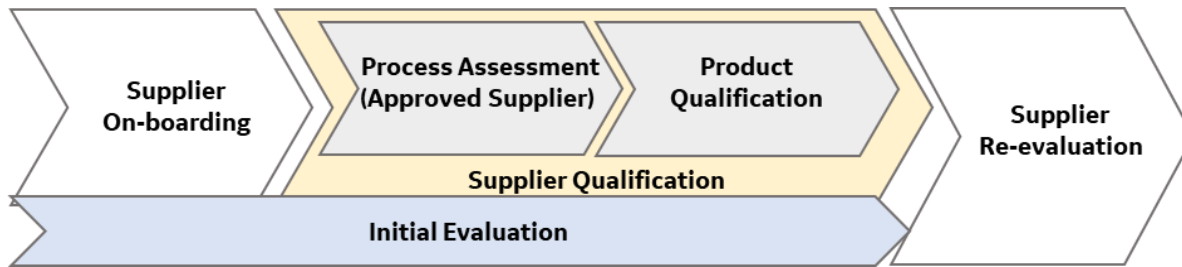 Supplier
On-boarding
Process Assessment
(Approved Supplier)
Product
Qualification
Supplier Qualification
Initial Evaluation
Supplier
Re-evaluation